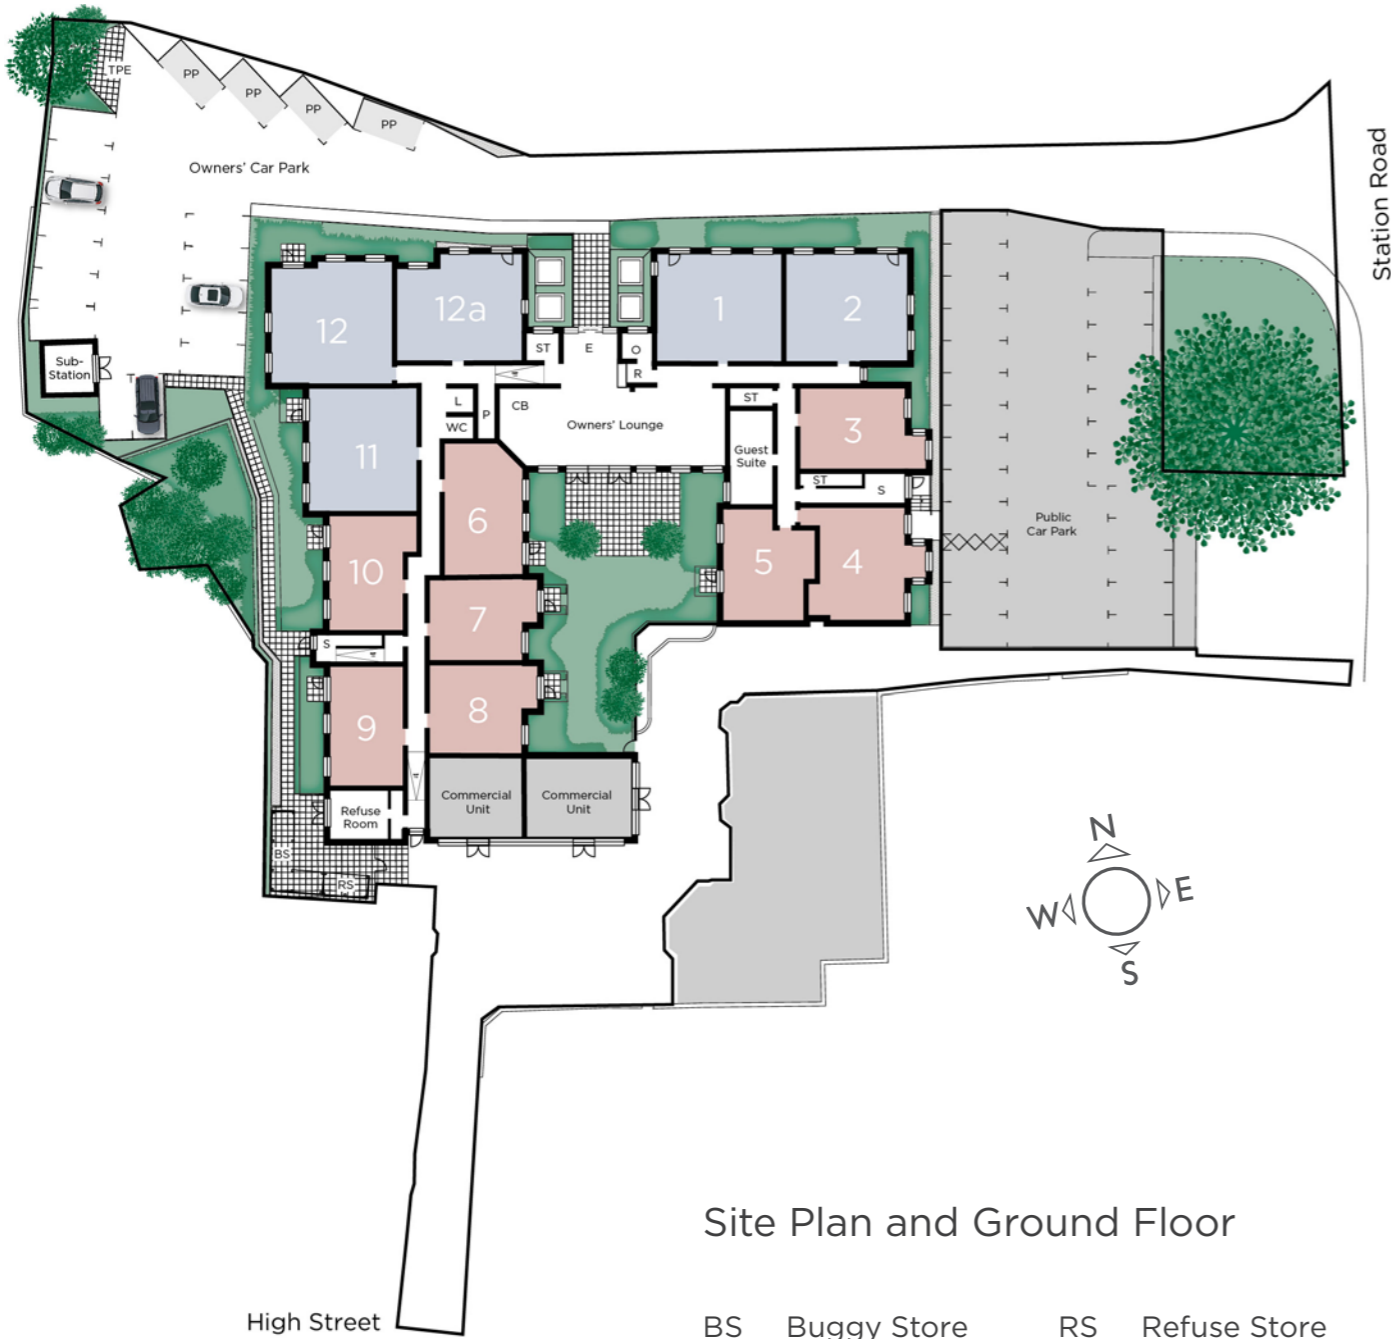 TPE
PP
PP
PP
PP
Owners' Car Park
Station Road
12
12a
1
2
ST
E
O
R
Sub-
Station
L
P
CB
WC
Owners' Lounge
ST
3
Guest
Suite
11
ST
S
6
10
5
4
Public
Car Park
7
S
9
8
Commercial
Unit
Commercial
Unit
Refuse
Room
BS
RS
N
W
E
S
Site Plan and Ground Floor
High Street
BS Buggy Store RS Refuse Store